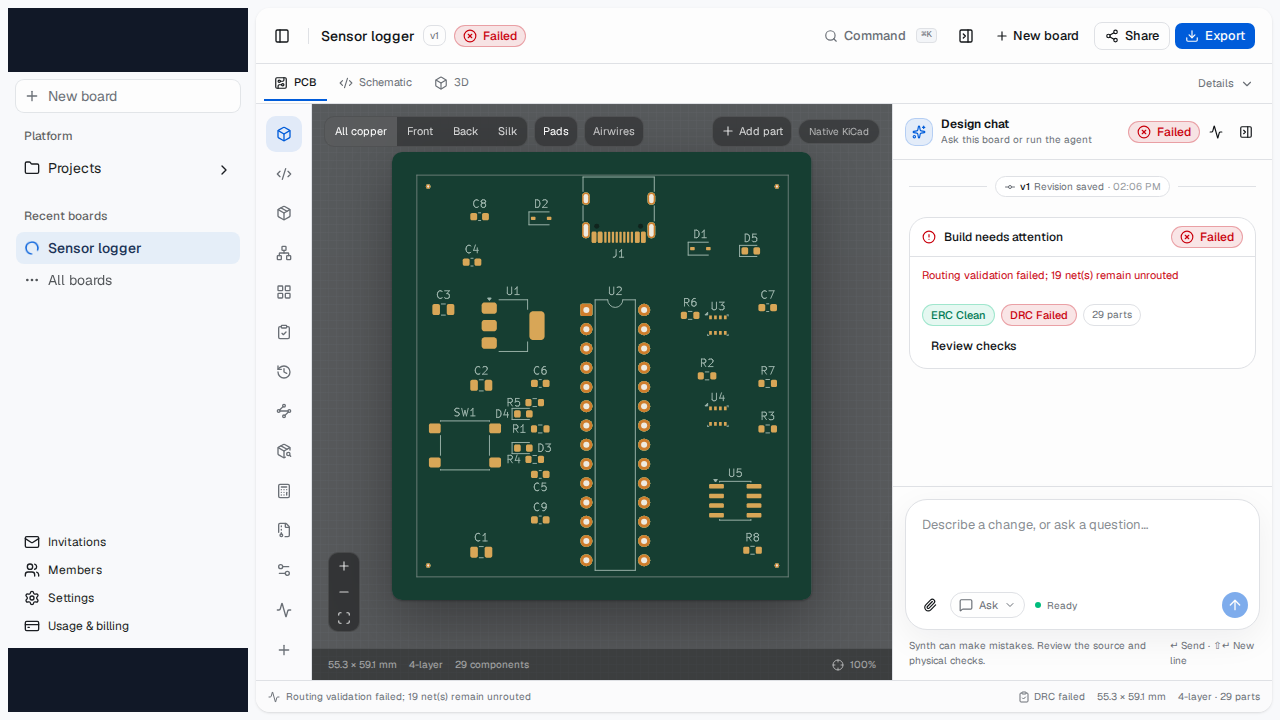 New board
Platform
Projects
Recent boards
Sensor logger
All boards
Invitations
Members
Settings
Usage & billing
Sensor logger v1 Failed
Command ⌘K New board Share Export
PCB Schematic 3D Details
All copper Front Back Silk Pads Airwires Add part Native KiCad
C8 D2
J1
D1 D5
C4
C3 U1 U2 R6 U3 C7
C2 C6 R2 R7
R5
SW1 D4 U4
R1 R3
D3
R4
C5 U5
C9
C1 R8
55.3 × 59.1 mm 4-layer 29 components 100%
Design chat
Ask this board or run the agent
Failed
v1 Revision saved · 02:06 PM
Build needs attention Failed
Routing validation failed; 19 net(s) remain unrouted
ERC Clean DRC Failed 29 parts
Review checks
Describe a change, or ask a question...
Ask Ready
Synth can make mistakes. Review the source and physical checks.
↵ Send · ⇧↵ New line
Routing validation failed; 19 net(s) remain unrouted DRC failed 55.3 × 59.1 mm 4-layer · 29 parts